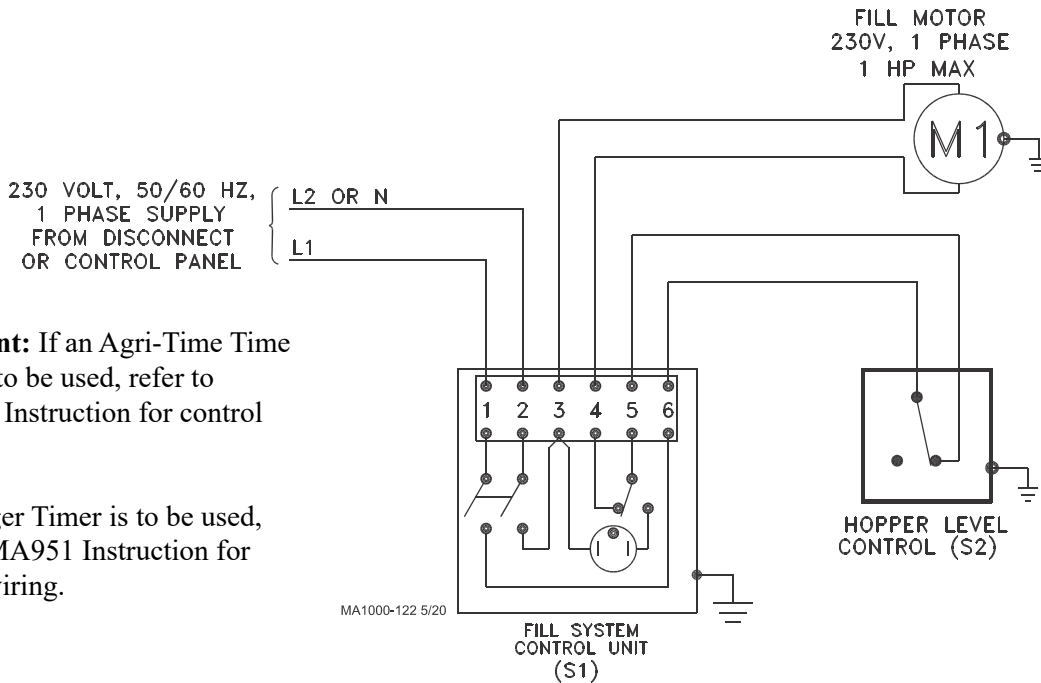 FILL MOTOR
230V, 1 PHASE
1 HP MAX
M1
230 VOLT, 50/60 HZ,
1 PHASE SUPPLY
FROM DISCONNECT
OR CONTROL PANEL
L2 OR N
L1
nt: If an Agri-Time Time
to be used, refer to
Instruction for control
ger Timer is to be used,
MA951 Instruction for
wiring.
1 2 3 4 5 6
HOPPER LEVEL
CONTROL (S2)
MA1000-122 5/20
FILL SYSTEM
CONTROL UNIT
(S1)